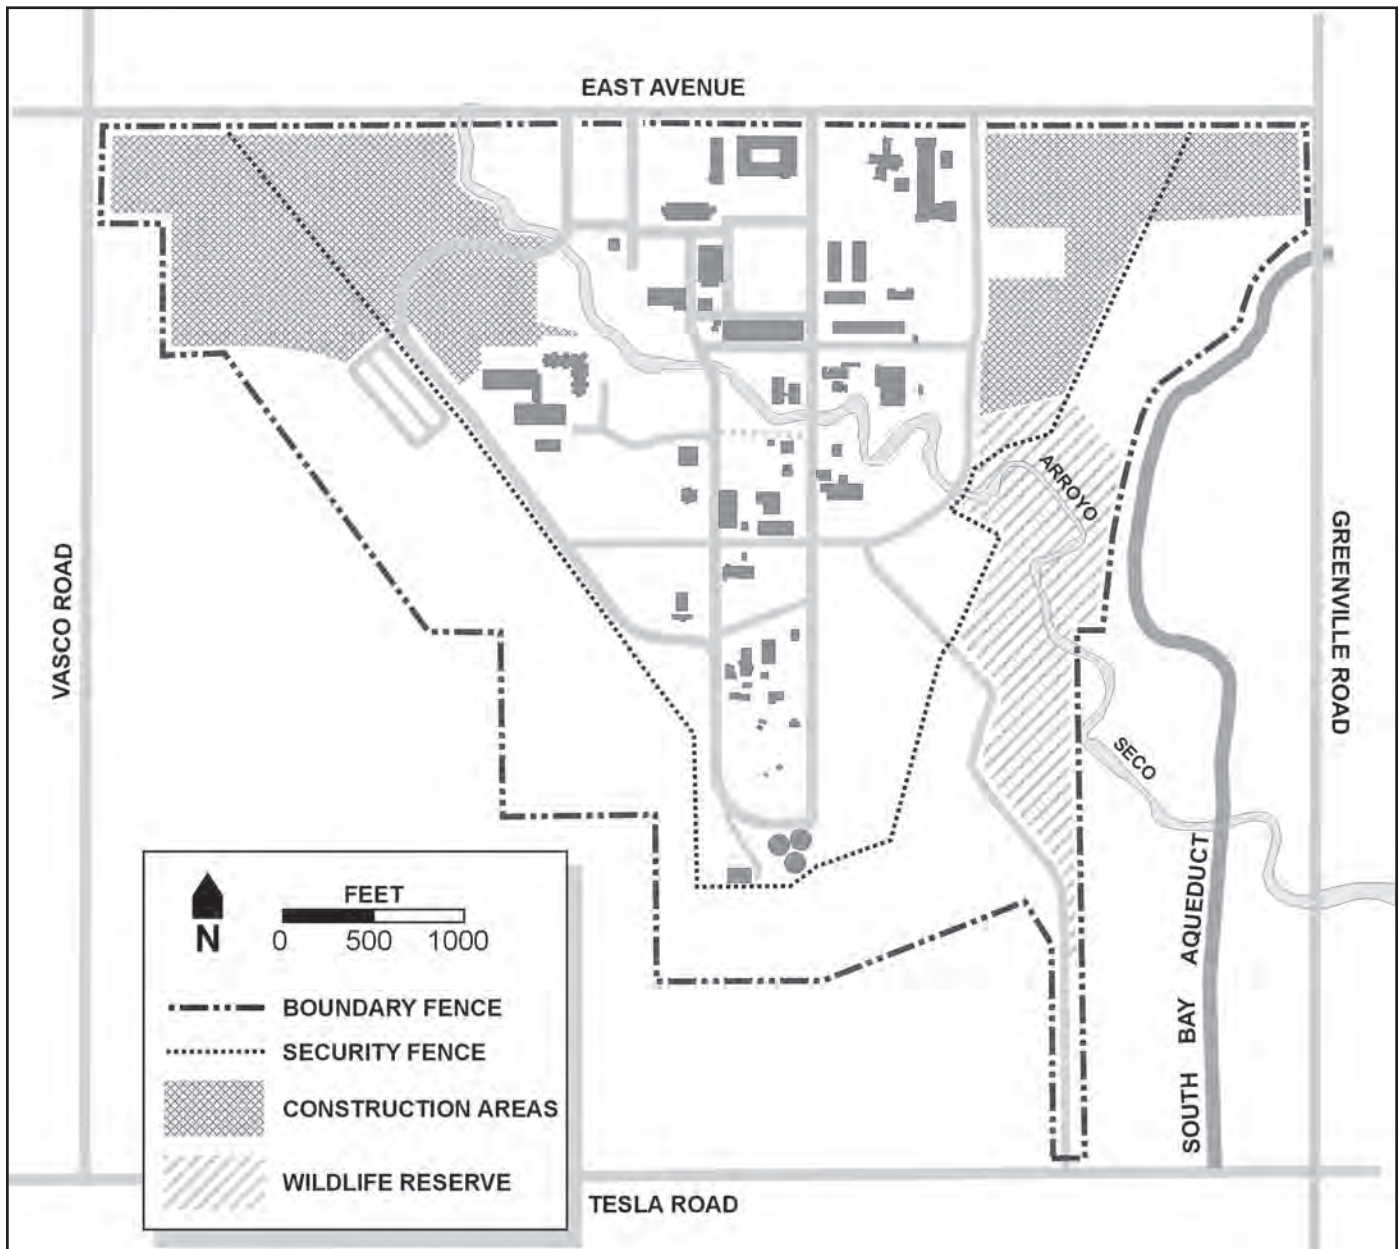 EAST AVENUE
VASCO ROAD
ARROYO
SECO
GREENVILLE ROAD
SOUTH BAY AQUEDUCT
N
FEET
0 500 1000
BOUNDARY FENCE
SECURITY FENCE
CONSTRUCTION AREAS
WILDLIFE RESERVE
TESLA ROAD